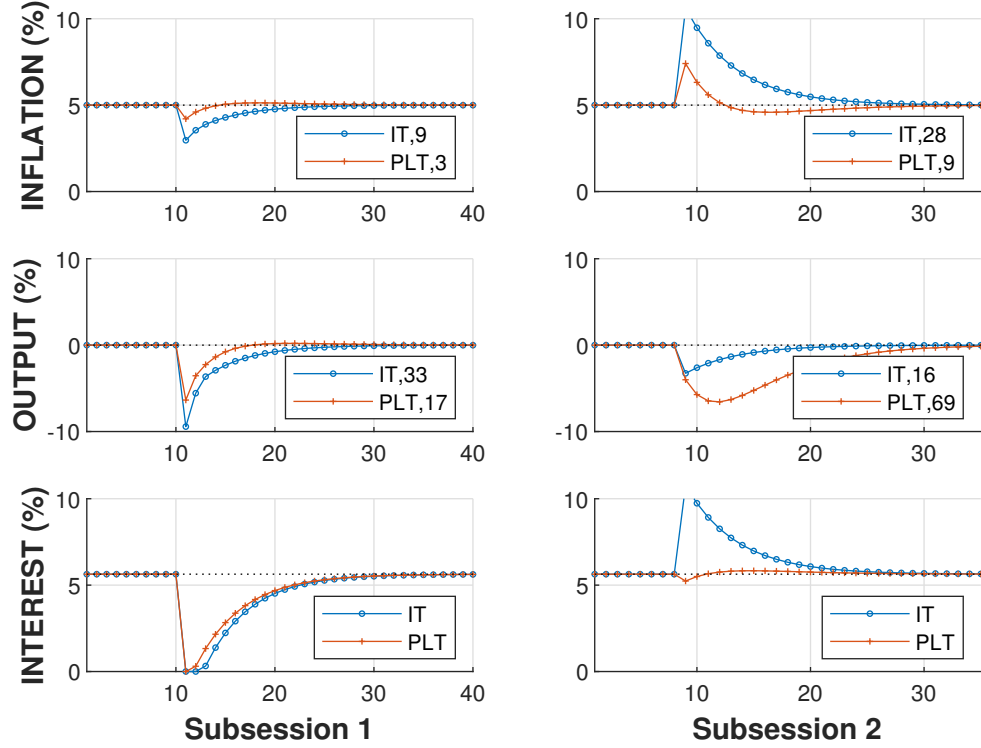 INFLATION (%)
10
5
0
10
20
30
40
IT,9
PLT,3
10
5
0
10
20
30
IT,28
PLT,9
OUTPUT (%)
10
0
-10
10
20
30
40
IT,33
PLT,17
10
0
-10
10
20
30
IT,16
PLT,69
INTEREST (%)
10
5
0
10
20
30
40
IT
PLT
Subsession 1
10
5
0
10
20
30
IT
PLT
Subsession 2